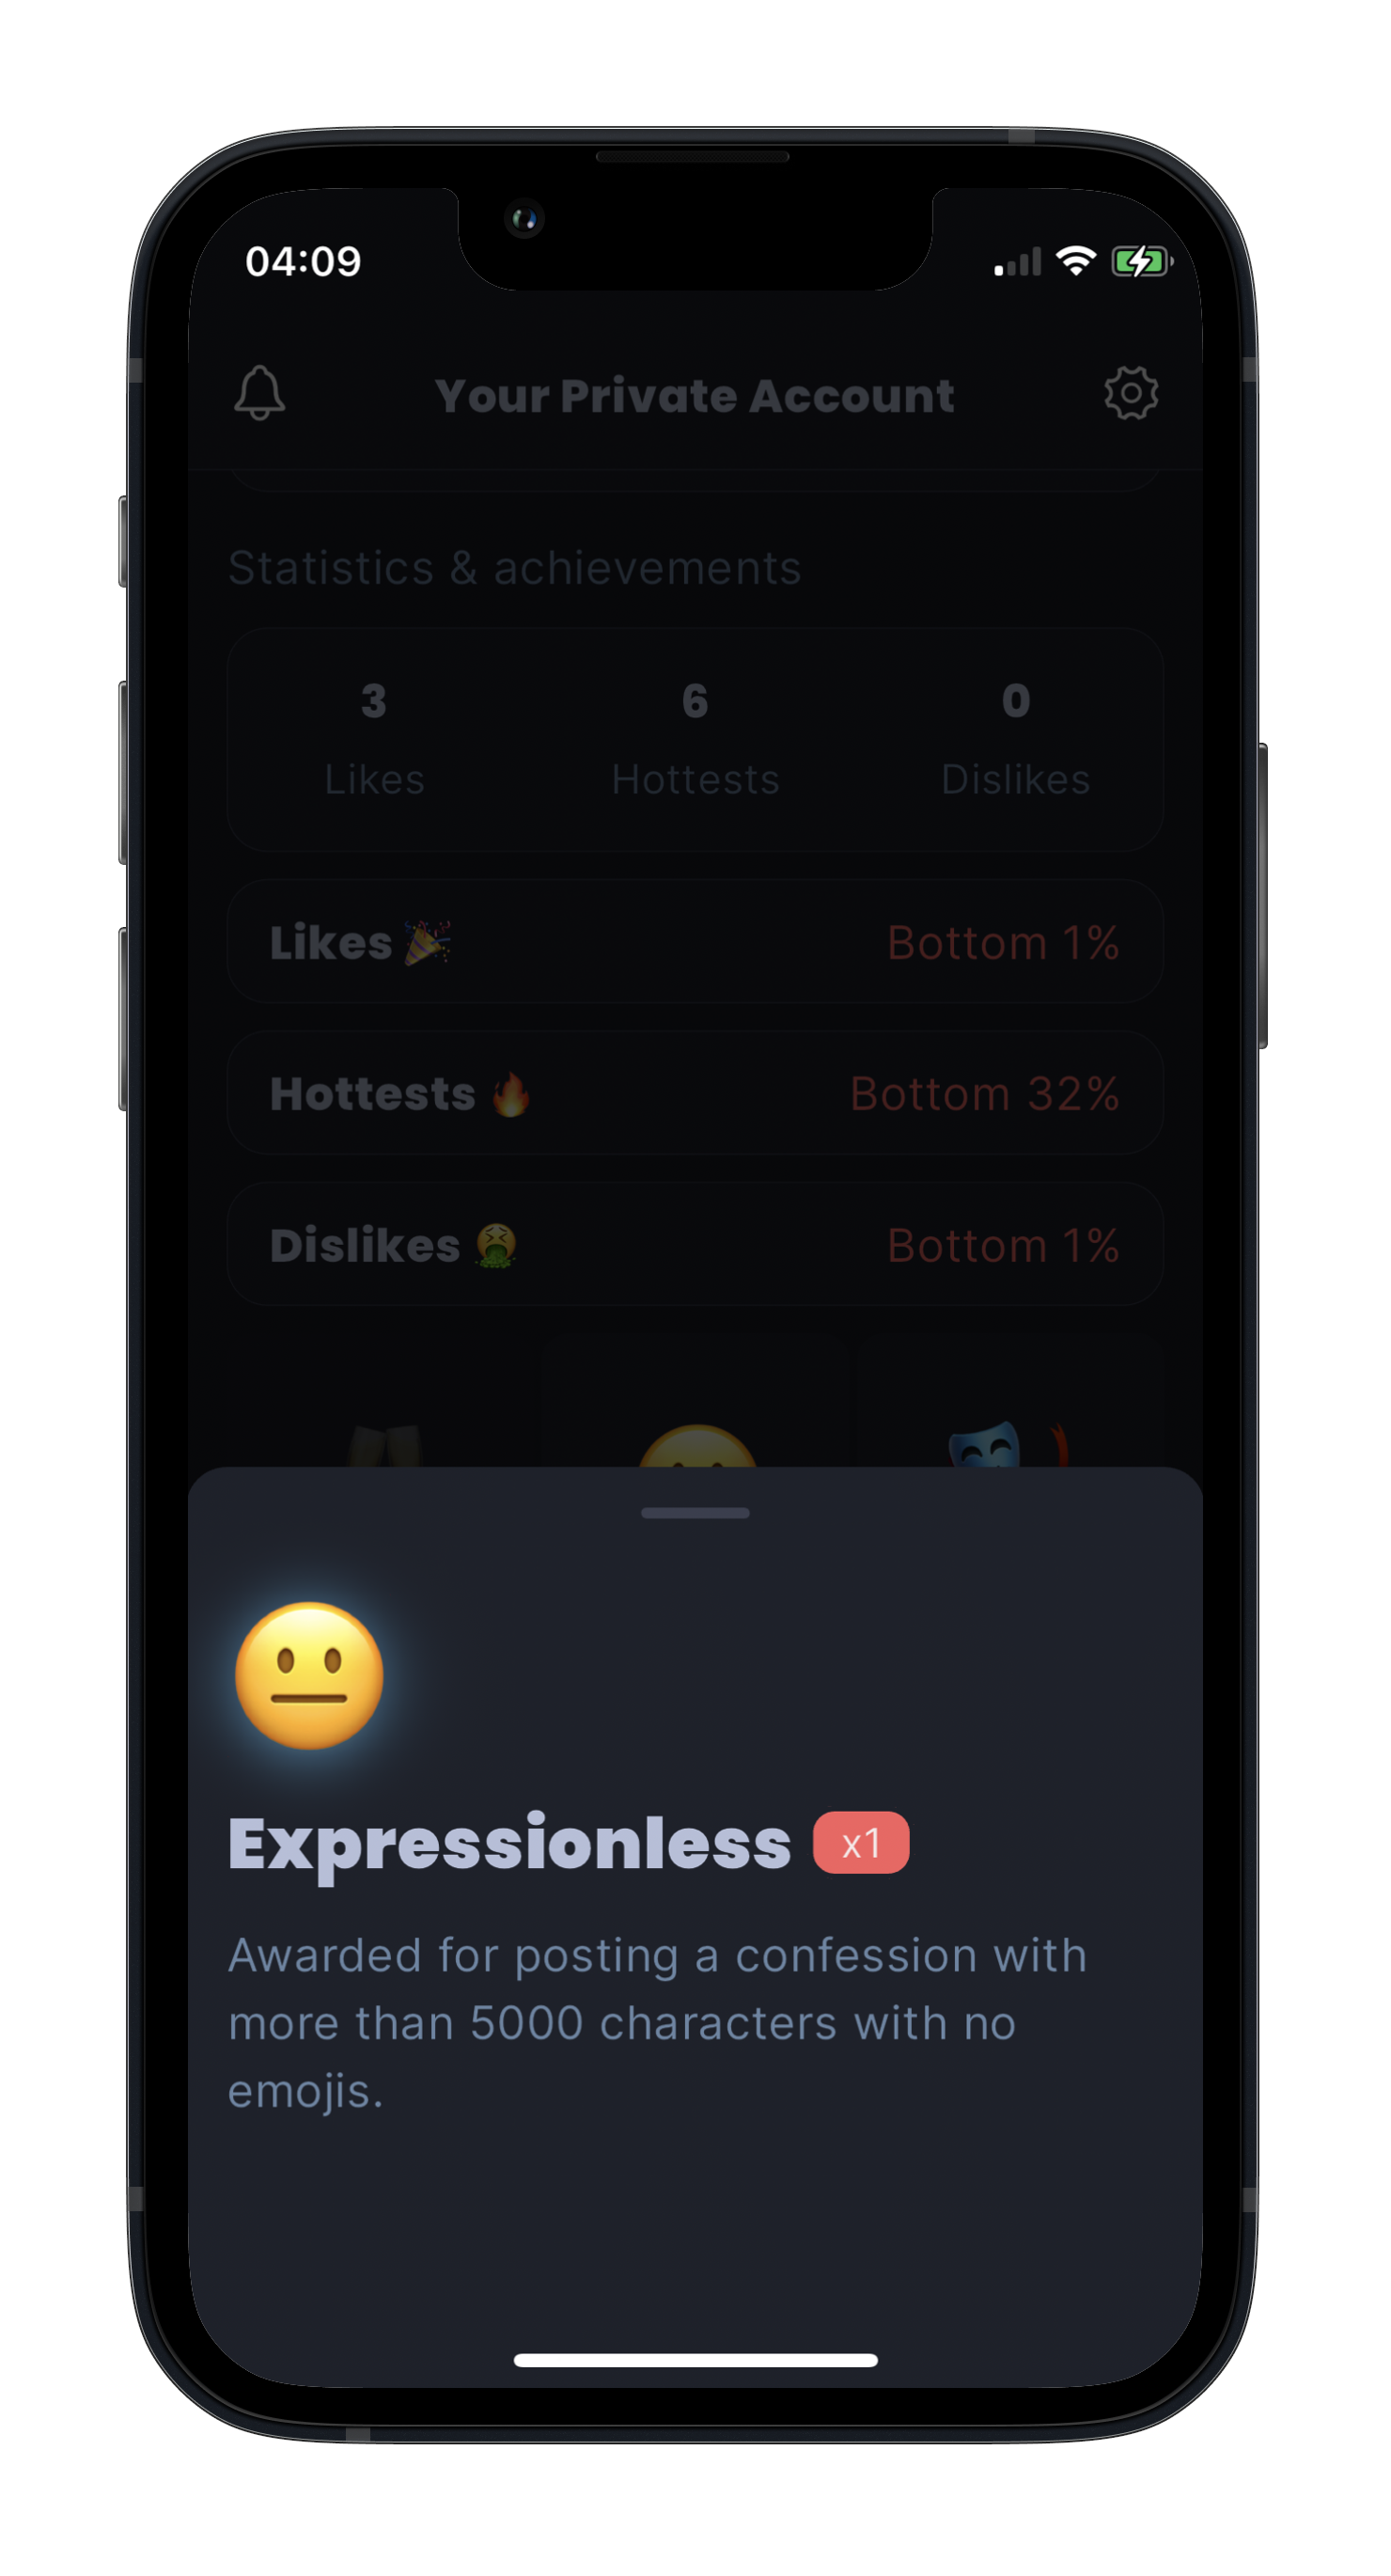 04:09
Your Private Account
Statistics & achievements
3 6 0
Likes Hottests Dislikes
Likes 🎉 Bottom 1%
Hottests 🔥 Bottom 32%
Dislikes 🤮 Bottom 1%
Expressionless x1
Awarded for posting a confession with
more than 5000 characters with no
emojis.